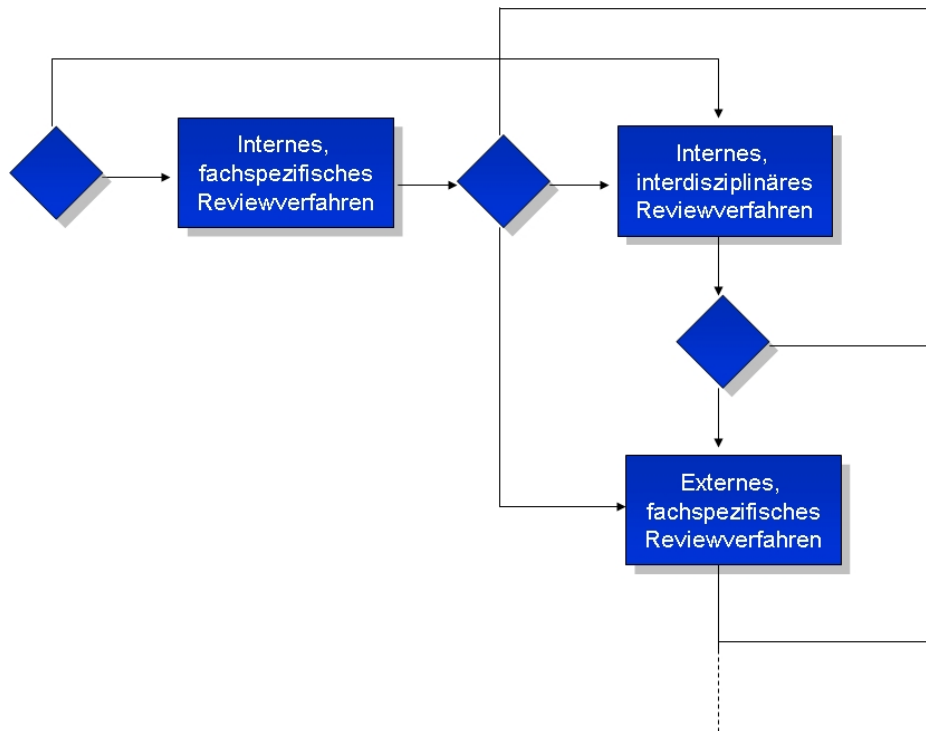 Internes,
fachspezifisches
Reviewverfahren
Internes,
interdisziplinäres
Reviewverfahren
Externes,
fachspezifisches
Reviewverfahren